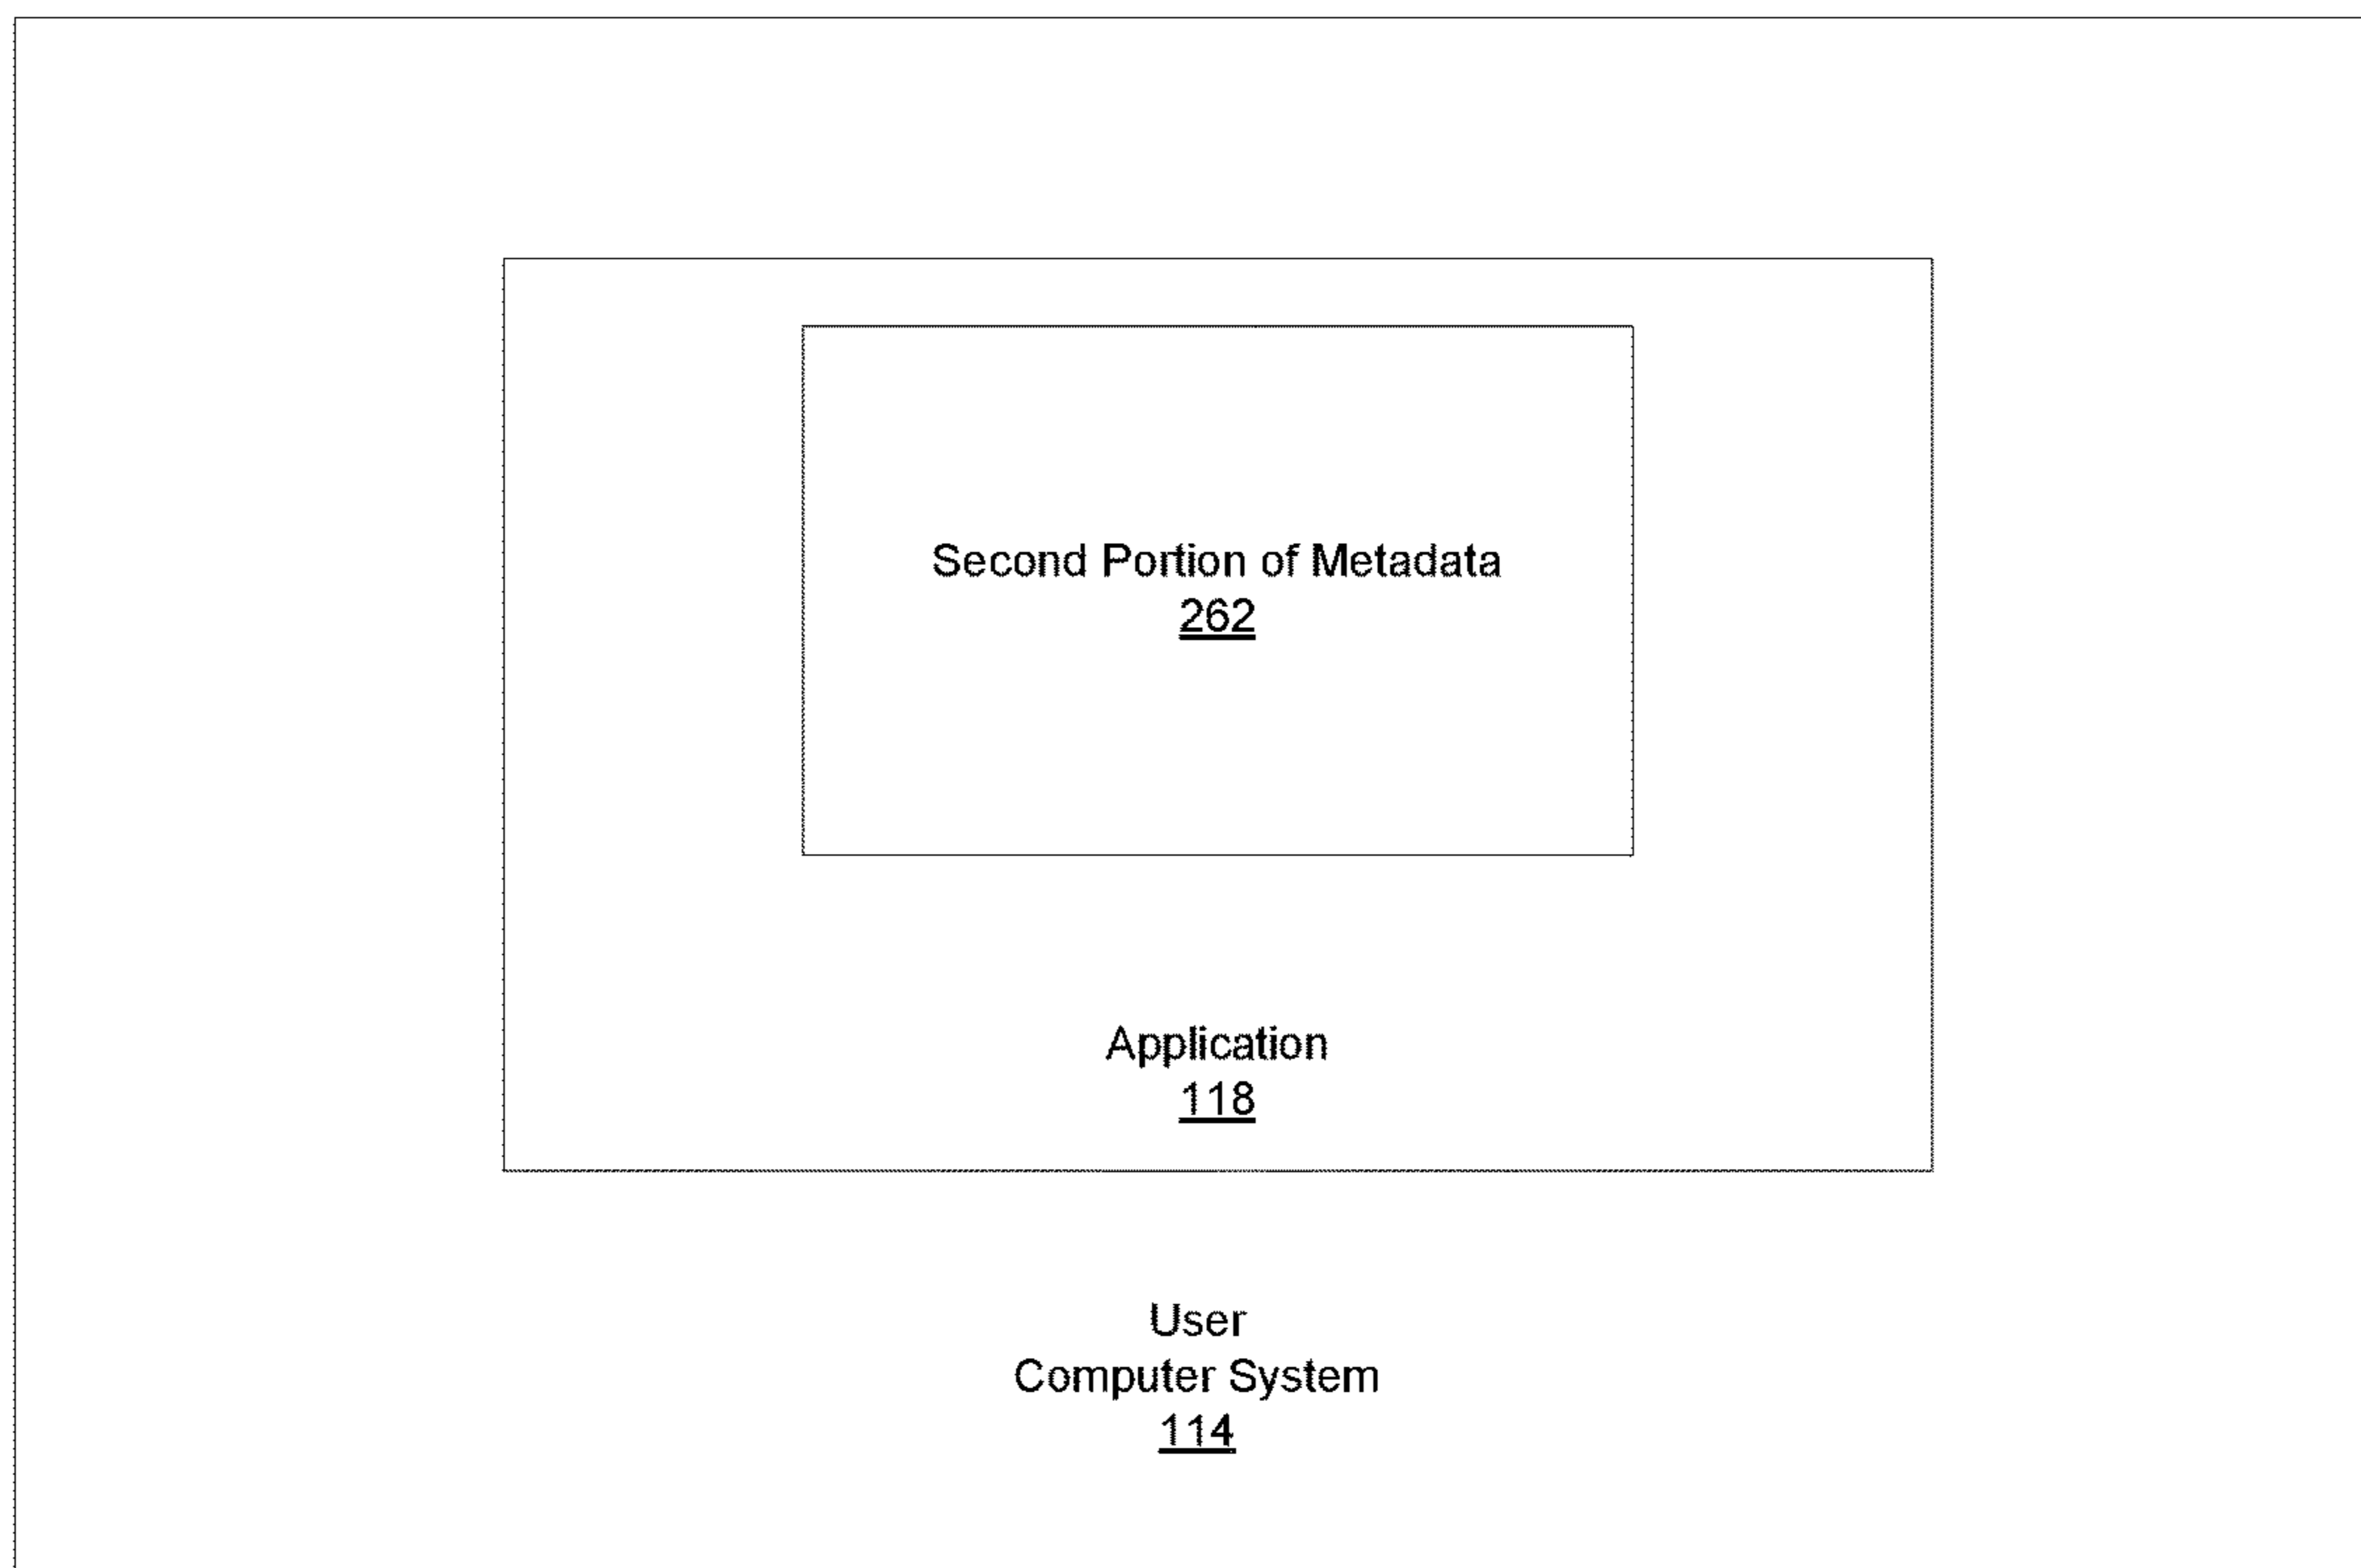 Second Portion of Metadata
262
Application
118
User
Computer System
114